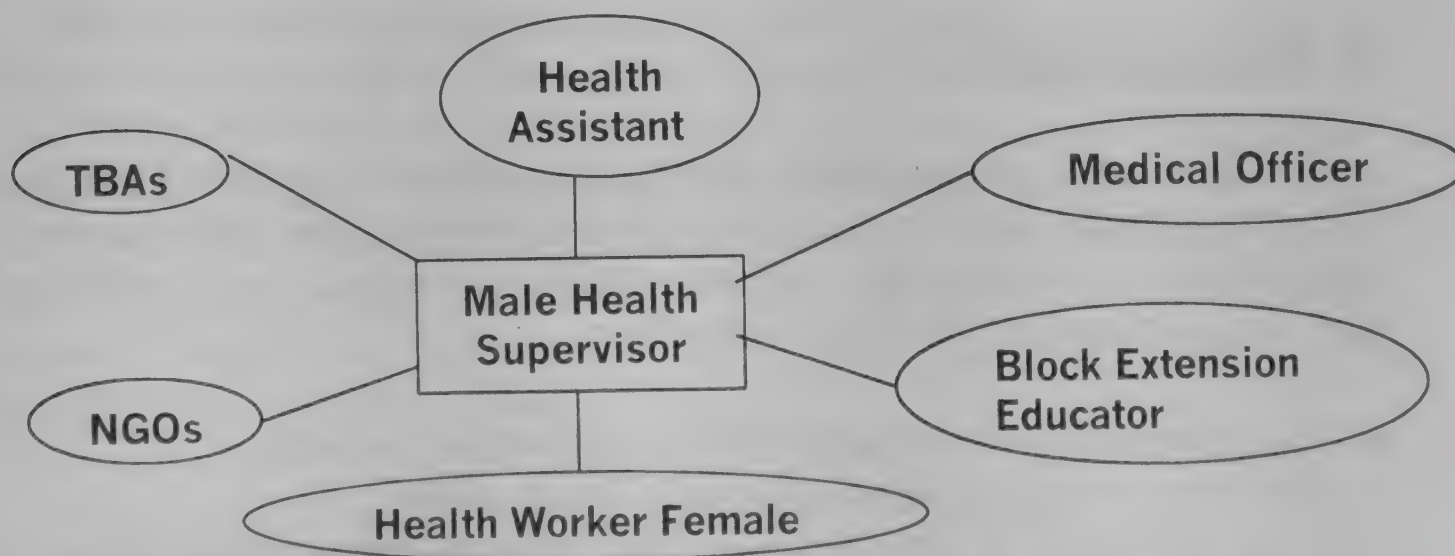 Health
Assistant
TBAs
Medical Officer
Male Health
Supervisor
Block Extension
Educator
NGOs
Health Worker Female